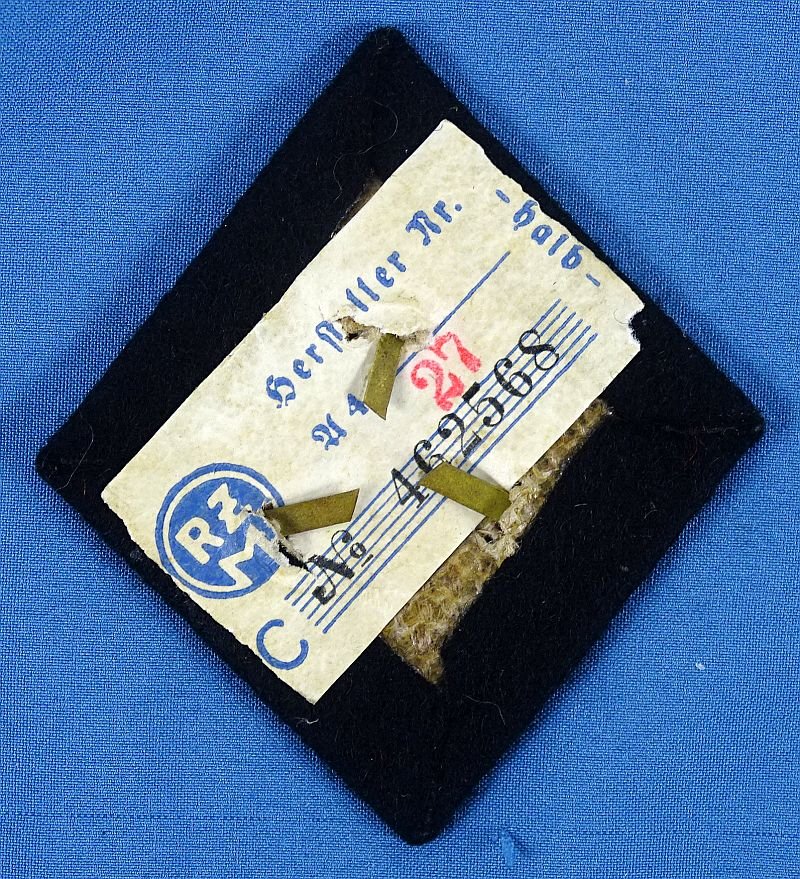 Hersteller Nr.
A 4
27
-Halb-
RZM
№ 462568
C